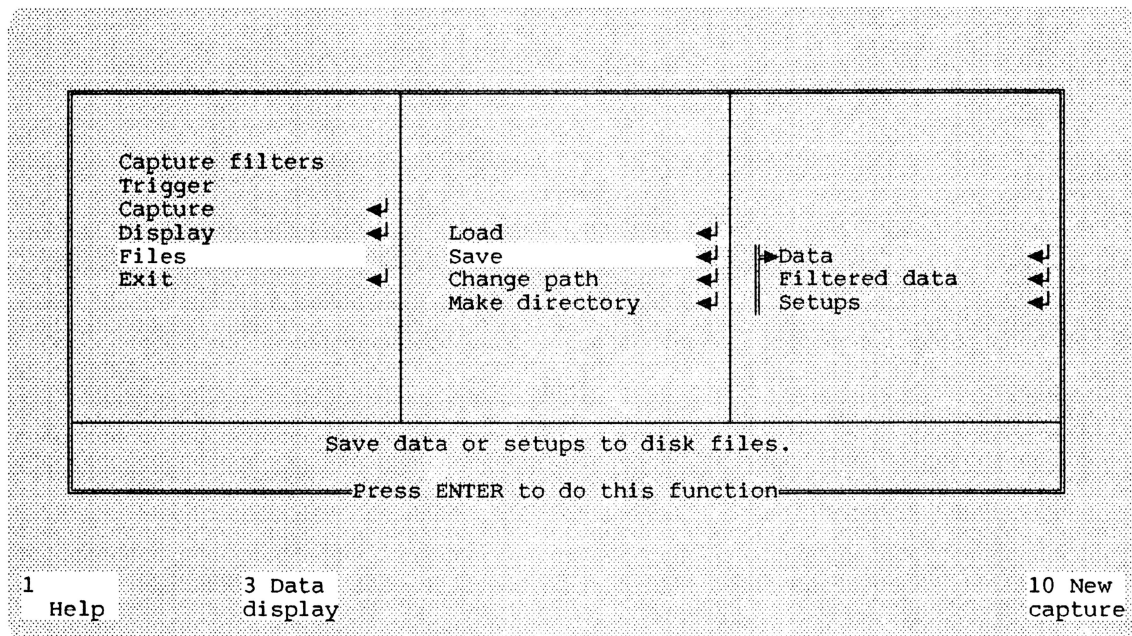 Capture filters
Trigger
Capture
Display
Files
Exit
Load
Save
Change path
Make directory
Data
Filtered data
Setups
Save data or setups to disk files.
Press ENTER to do this function
1
Help
3 Data
display
10 New
capture